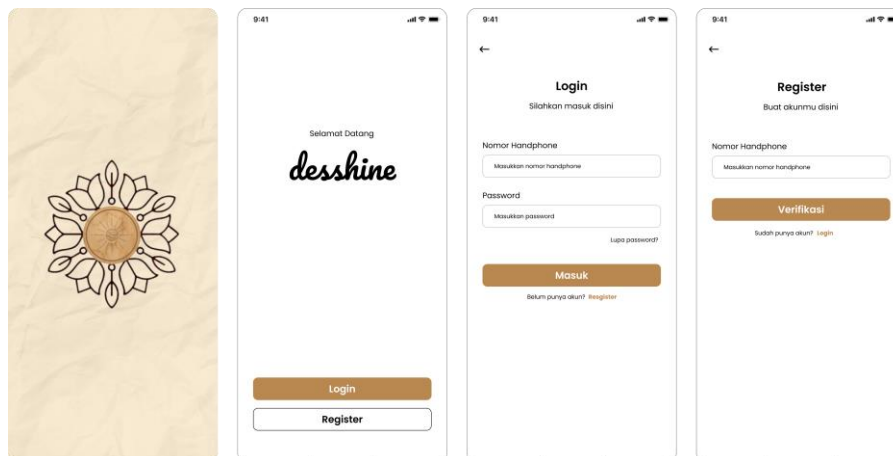 9:41
Selamat Datang
desshine
Login
Register
9:41
Login
Silahkan masuk disini
Nomor Handphone
Masukkan nomor handphone
Password
Masukkan password
Lupa password?
Masuk
Belum punya akun? Resgister
9:41
Register
Buat akunmu disini
Nomor Handphone
Masukkan nomor handphone
Verifikasi
Sudah punya akun? Login